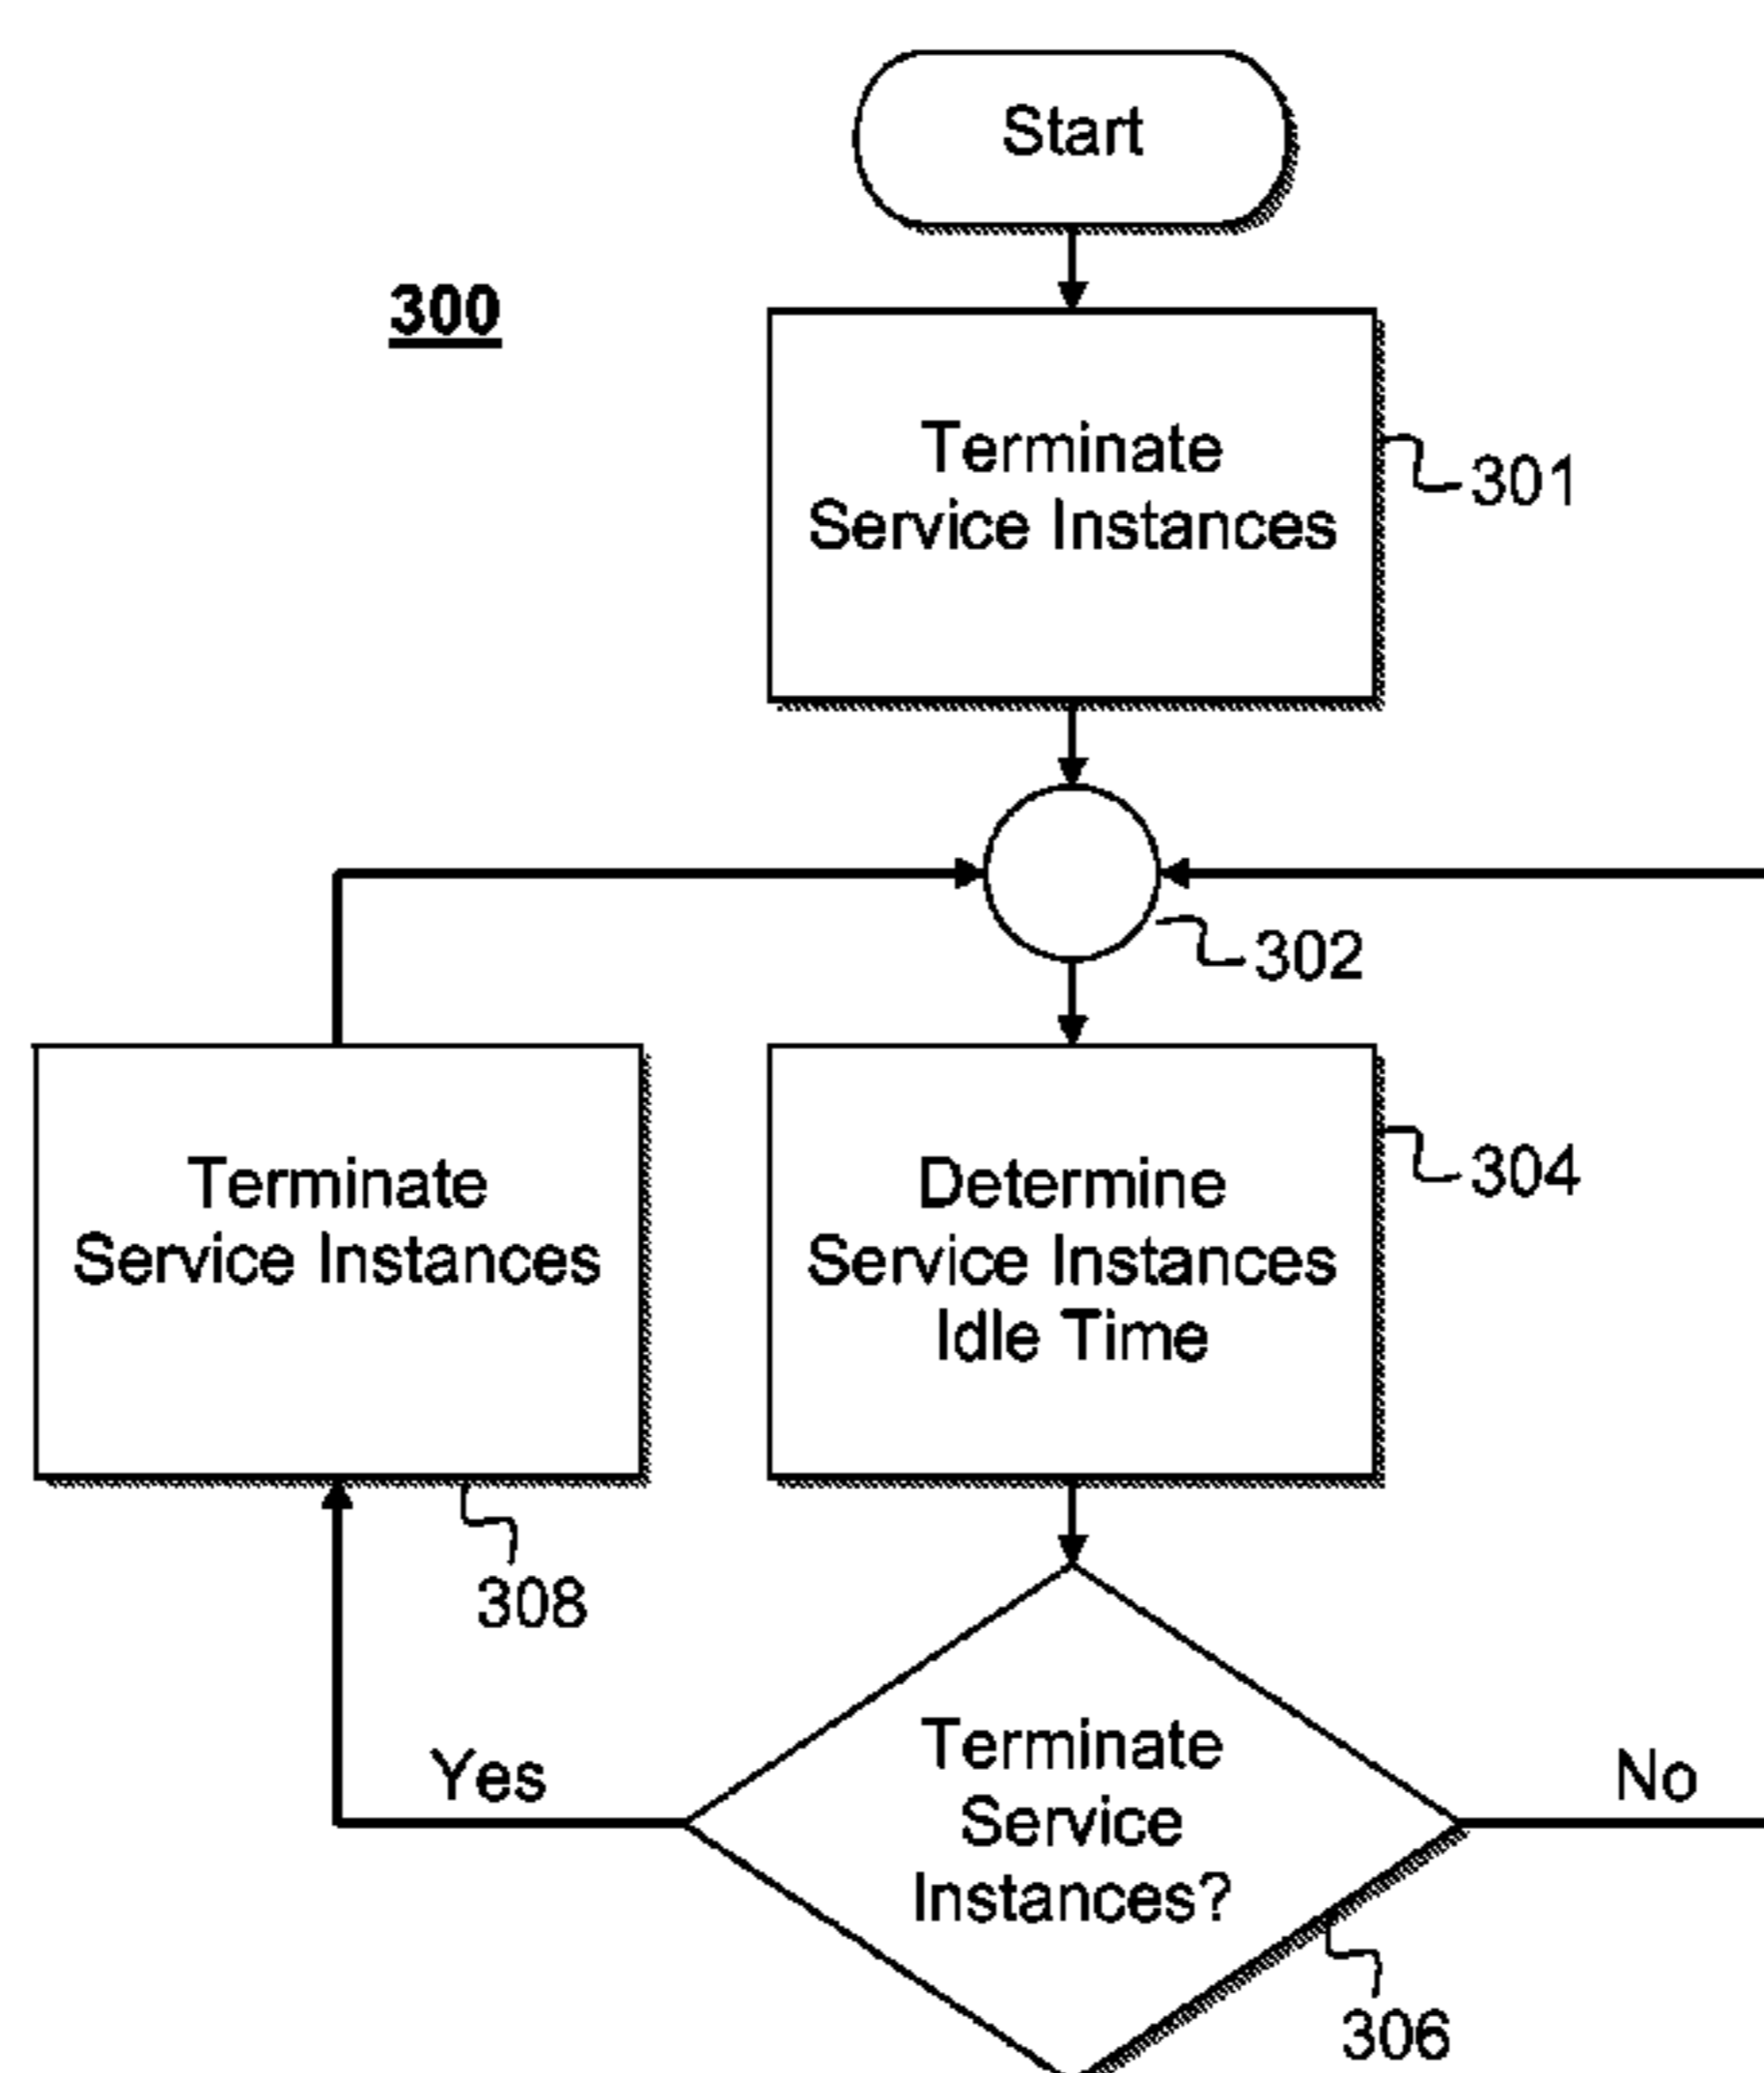 Start
300
Terminate
Service Instances
301
302
Terminate
Service Instances
308
Determine
Service Instances
Idle Time
304
Yes
Terminate
Service
Instances?
No
306